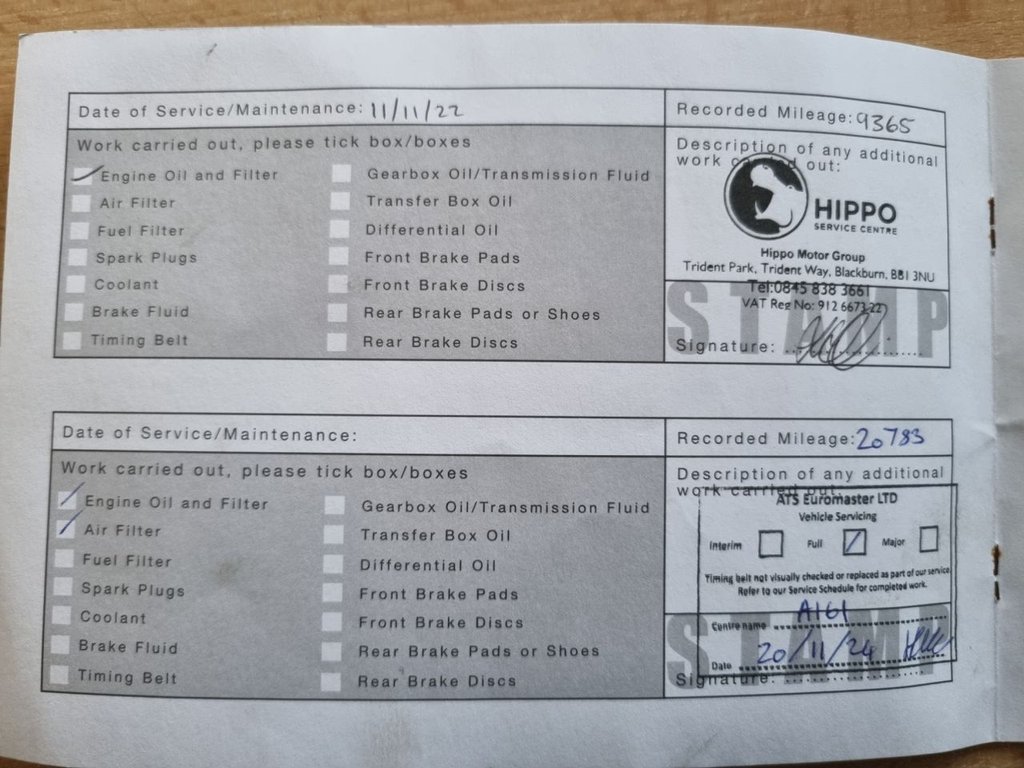 Date of Service/Maintenance: 11/11/22
Recorded Mileage: 9365
Work carried out, please tick box/boxes
Engine Oil and Filter
Air Filter
Fuel Filter
Spark Plugs
Coolant
Brake Fluid
Timing Belt
Gearbox Oil/Transmission Fluid
Transfer Box Oil
Differential Oil
Front Brake Pads
Front Brake Discs
Rear Brake Pads or Shoes
Rear Brake Discs
Description of any additional
work carried out:
HIPPO
SERVICE CENTRE
Hippo Motor Group
Trident Park, Trident Way, Blackburn, BB1 3NU
Tel:0845 838 3661
VAT Reg No: 912 6673 22
STAMP
Signature:
Date of Service/Maintenance:
Recorded Mileage: 20783
Work carried out, please tick box/boxes
Engine Oil and Filter
Air Filter
Fuel Filter
Spark Plugs
Coolant
Brake Fluid
Timing Belt
Gearbox Oil/Transmission Fluid
Transfer Box Oil
Differential Oil
Front Brake Pads
Front Brake Discs
Rear Brake Pads or Shoes
Rear Brake Discs
Description of any additional
work carried out:
ATS Euromaster LTD
Vehicle Servicing
Interim Full Major
Timing belt not visually checked or replaced as part of our service
Refer to our Service Schedule for completed work.
Centre name A161
Date 20/11/24
STAMP
Signature: